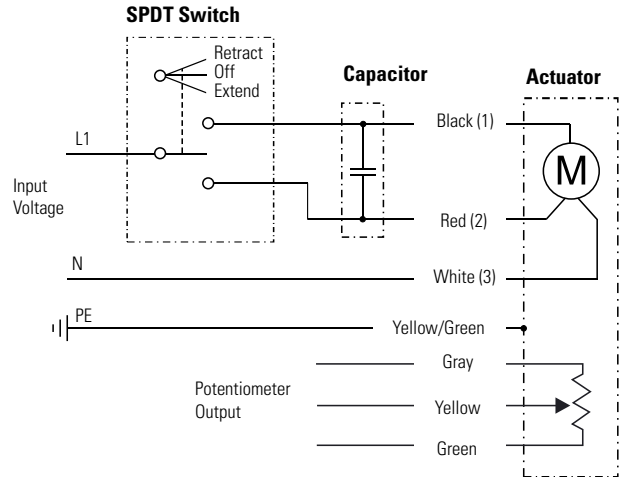 SPDT Switch
Retract
Off
Extend
Capacitor
Actuator
L1
Input
Voltage
Black (1)
M
Red (2)
N
White (3)
PE
Yellow/Green
Gray
Potentiometer
Output
Yellow
Green